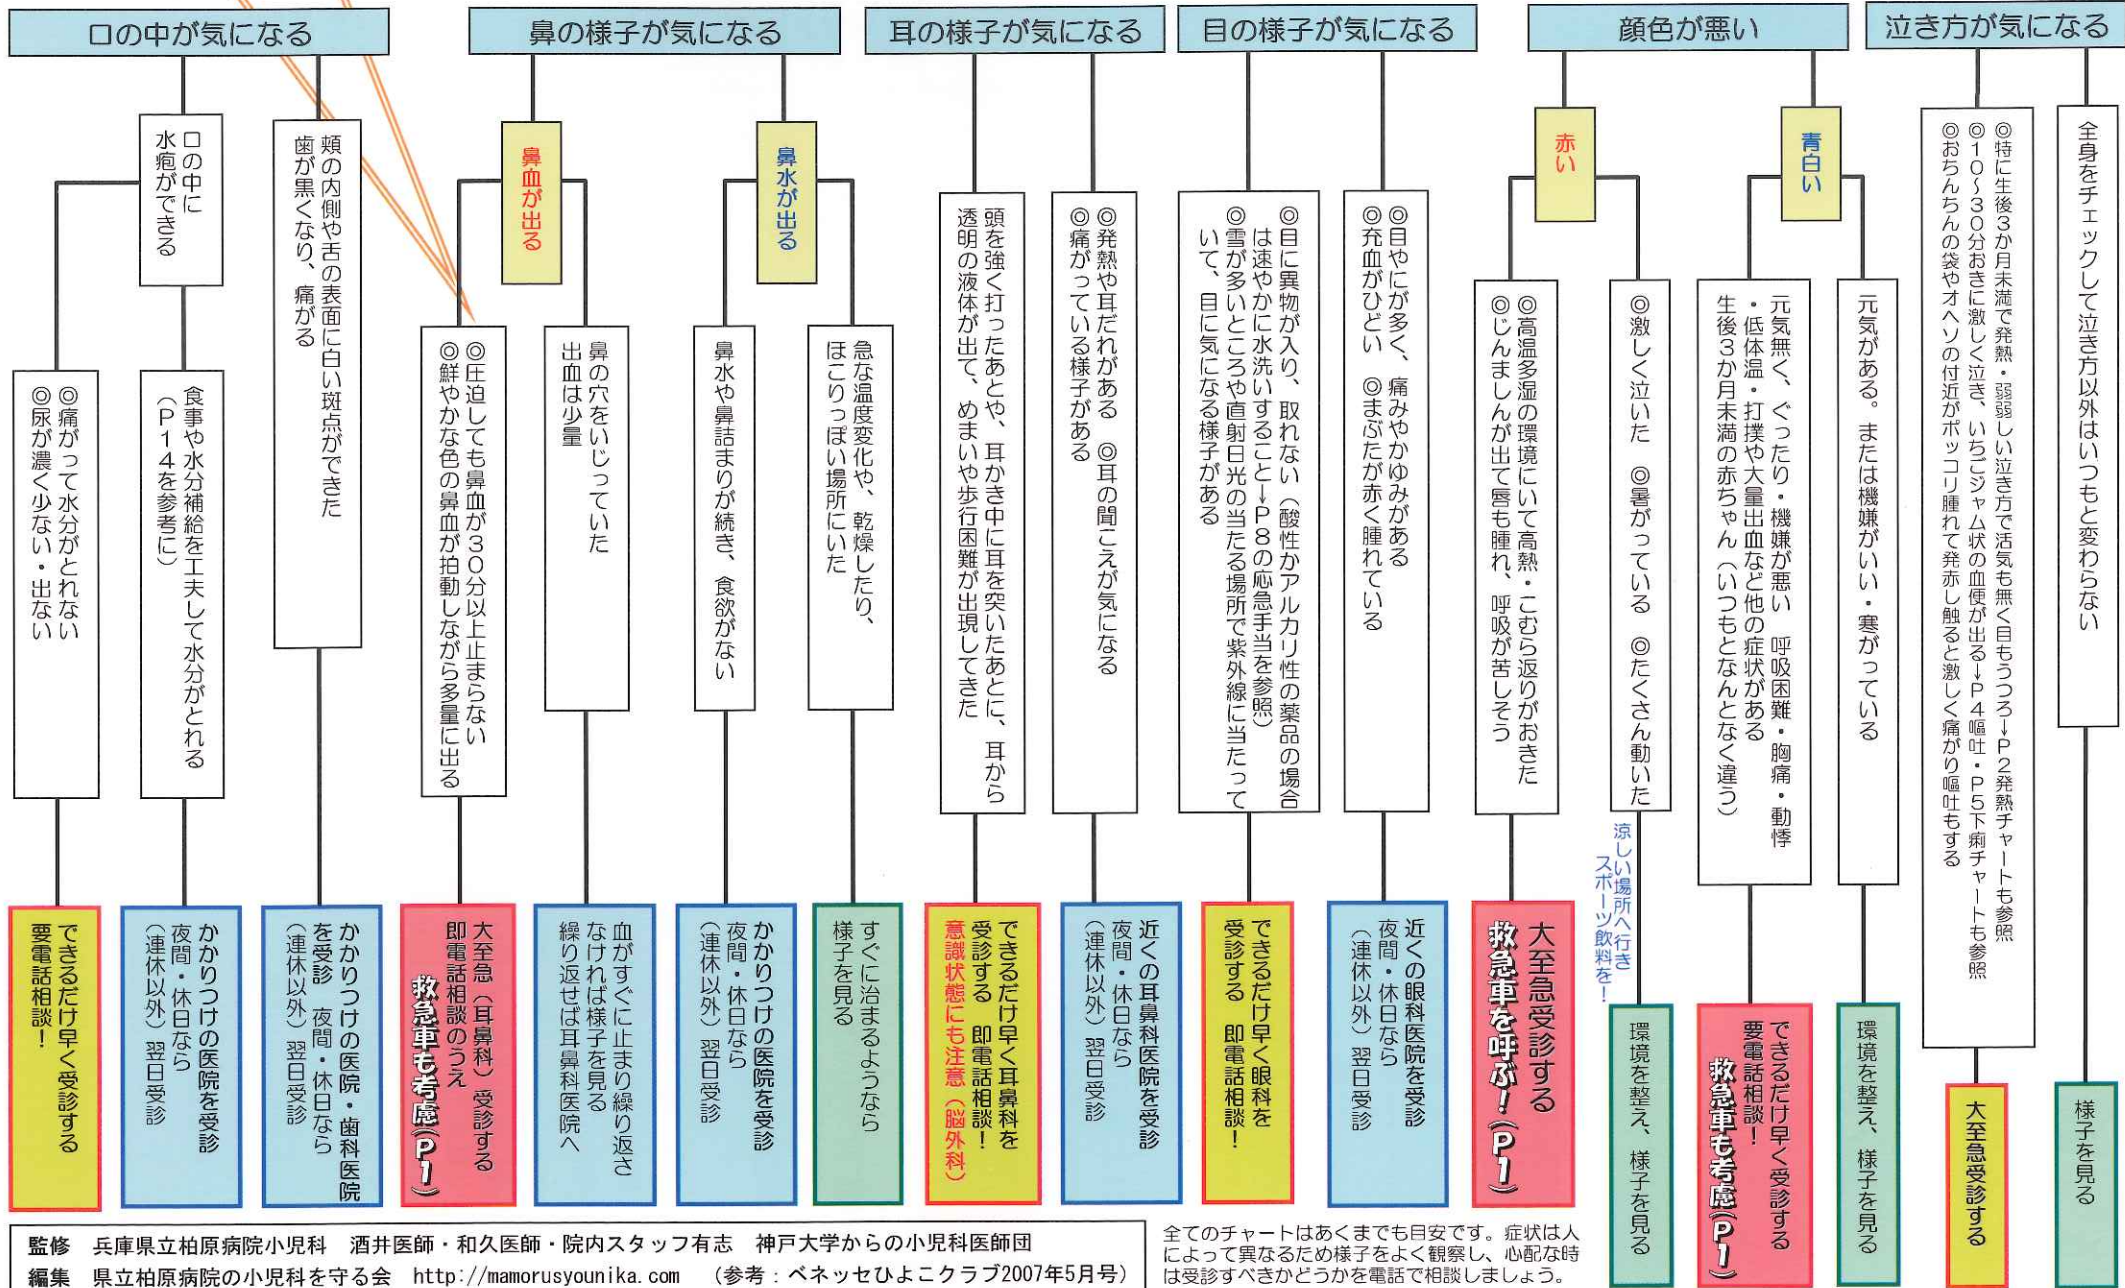 泣き方が気になる
全身をチェックして泣き方以外はいつもと変わらない
様子を見る
◎特に生後3か月未満で発熱・弱弱しい泣き方で活気も無く目もうつろ→P2発熱チャートも参照
◎10〜30分おきに激しく泣き、いちごジャム状の血便が出る→P4嘔吐・P5下痢チャートも参照
◎おちんちんの袋やオヘソの付近がポッコリ腫れて発赤し触ると激しく痛がり嘔吐もする
大至急受診する
顔色が悪い
青白い
元気がある。または機嫌がいい・寒がっている
環境を整え、様子を見る
元気無く、ぐったり・機嫌が悪い 呼吸困難・胸痛・動悸
・低体温・打撲や大量出血など他の症状がある
生後3か月未満の赤ちゃん（いつもとなんとなく違う）
できるだけ早く受診する
要電話相談！
救急車も考慮（P1）
赤い
◎激しく泣いた ◎暑がっている ◎たくさん動いた
涼しい場所へ行き
スポーツ飲料を！
環境を整え、様子を見る
◎高温多湿の環境にいて高熱・こむら返りがおきた
◎じんましんが出て唇も腫れ、呼吸が苦しそう
大至急受診する
救急車を呼ぶ！（P1）
目の様子が気になる
◎目やにが多く、痛みやかゆみがある
◎充血がひどい ◎まぶたが赤く腫れている
近くの眼科医院を受診
夜間・休日なら
（連休以外）翌日受診
◎目に異物が入り、取れない（酸性かアルカリ性の薬品の場合
は速やかに水洗いすること→P8の応急手当を参照）
◎雪が多いところや直射日光の当たる場所で紫外線に当たって
いて、目に気になる様子がある
できるだけ早く眼科を
受診する 即電話相談！
耳の様子が気になる
◎発熱や耳だれがある ◎耳の聞こえが気になる
◎痛がっている様子がある
近くの耳鼻科医院を受診
夜間・休日なら
（連休以外）翌日受診
頭を強く打ったあとや、耳かき中に耳を突いたあとに、耳から
透明の液体が出て、めまいや歩行困難が出現してきた
できるだけ早く耳鼻科を
受診する 即電話相談！
意識状態にも注意（脳外科）
鼻の様子が気になる
鼻水が出る
急な温度変化や、乾燥したり、
ほこりっぽい場所にいた
すぐに治まるようなら
様子を見る
鼻水や鼻詰まりが続き、食欲がない
かかりつけの医院を受診
夜間・休日なら
（連休以外）翌日受診
鼻血が出る
鼻の穴をいじっていた
出血は少量
血がすぐに止まり繰り返さ
なければ様子を見る
繰り返せば耳鼻科医院へ
◎圧迫しても鼻血が30分以上止まらない
◎鮮やかな色の鼻血が拍動しながら多量に出る
大至急（耳鼻科）受診する
即電話相談のうえ
救急車も考慮（P1）
口の中が気になる
頬の内側や舌の表面に白い斑点ができた
歯が黒くなり、痛がる
かかりつけの医院・歯科医院
を受診 夜間・休日なら
（連休以外）翌日受診
口の中に
水疱ができる
食事や水分補給を工夫して水分がとれる
（P14を参考に）
かかりつけの医院を受診
夜間・休日なら
（連休以外）翌日受診
◎痛がって水分がとれない
◎尿が濃く少ない・出ない
できるだけ早く受診する
要電話相談！
監修 兵庫県立柏原病院小児科 酒井医師・和久医師・院内スタッフ有志 神戸大学からの小児科医師団
編集 県立柏原病院の小児科を守る会 http://mamorusyounika.com （参考：ベネッセひよこクラブ2007年5月号）
全てのチャートはあくまでも目安です。症状は人
によって異なるため様子をよく観察し、心配な時
は受診すべきかどうかを電話で相談しましょう。